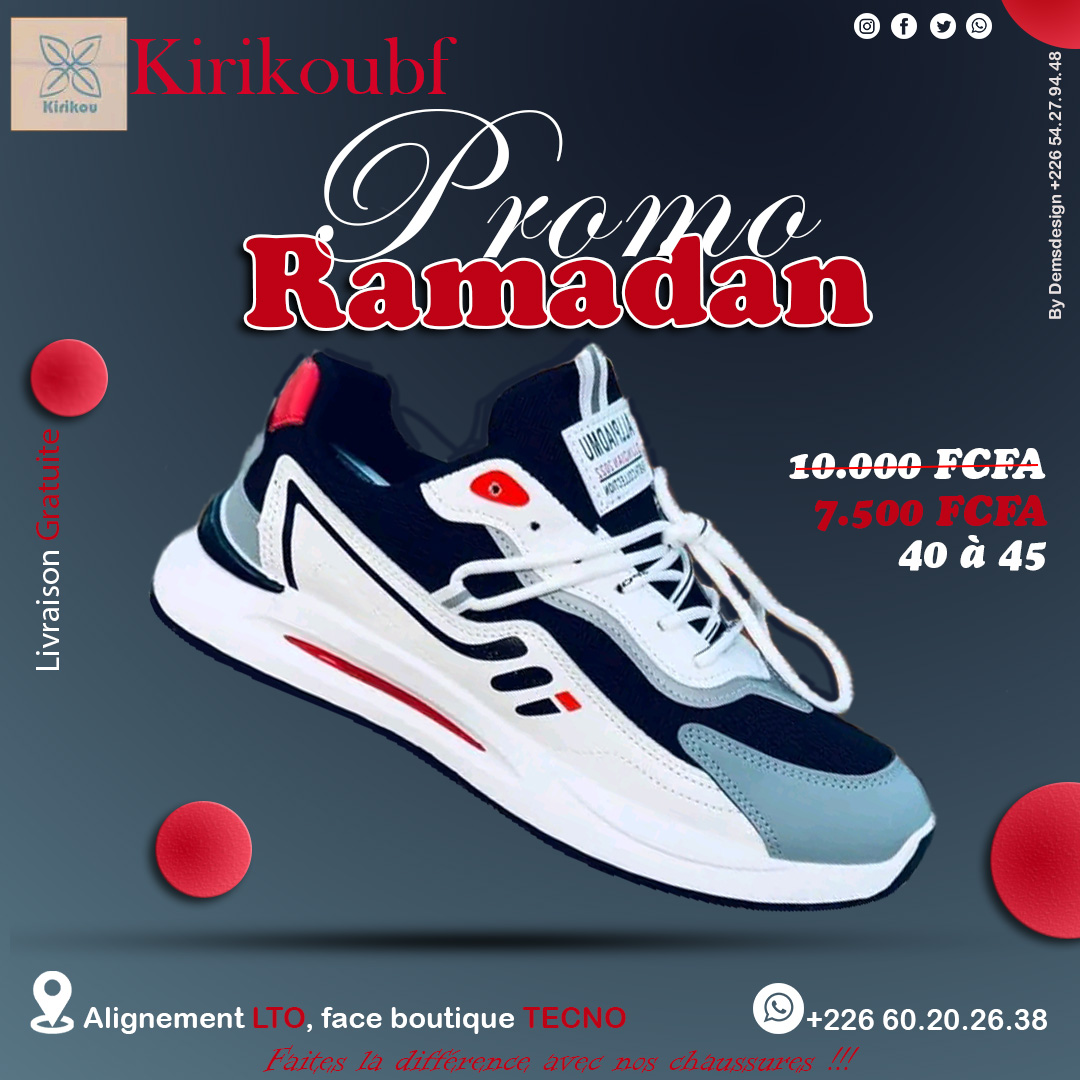 Kirikou
Kirikoubf
By Demsdesign +226 54.27.94.48
Promo
Ramadan
Livraison Gratuite
10.000 FCFA
7.500 FCFA
40 à 45
Alignement LTO, face boutique TECNO
+226 60.20.26.38
Faites la différence avec nos chaussures !!!